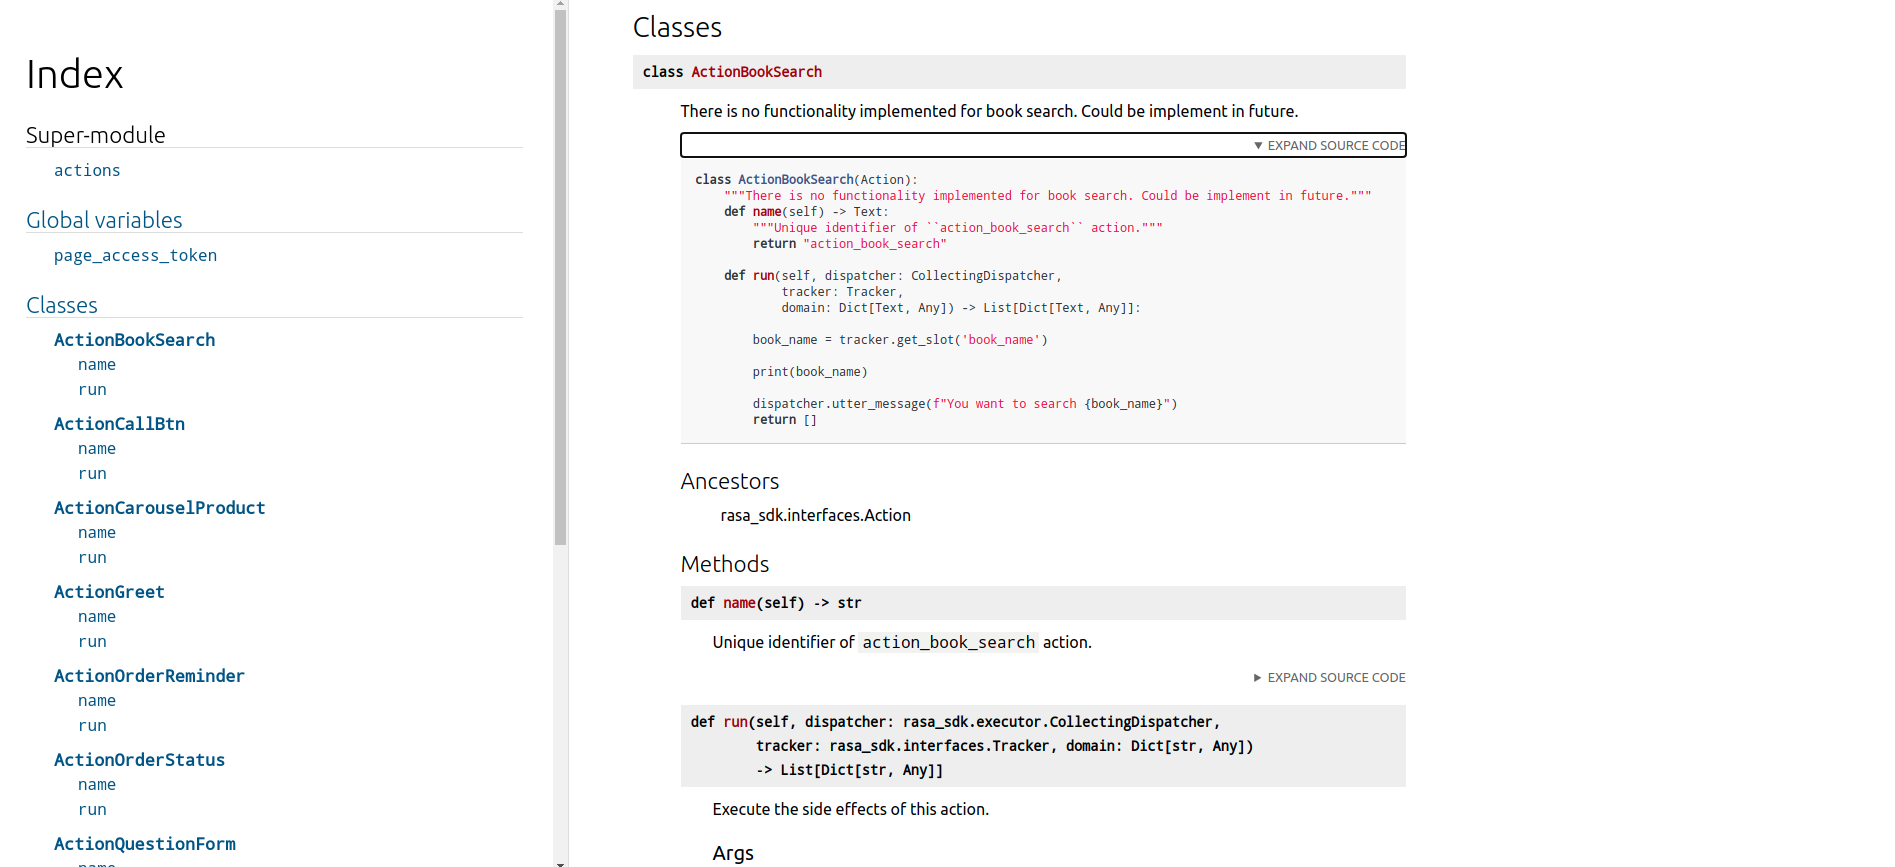 Index
Super-module
actions
Global variables
page_access_token
Classes
ActionBookSearch
name
run
ActionCallBtn
name
run
ActionCarouselProduct
name
run
ActionGreet
name
run
ActionOrderReminder
name
run
ActionOrderStatus
name
run
ActionQuestionForm
name
Classes
class ActionBookSearch
There is no functionality implemented for book search. Could be implement in future.
▼ EXPAND SOURCE CODE
class ActionBookSearch(Action):
    """There is no functionality implemented for book search. Could be implement in future."""
    def name(self) -> Text:
        """Unique identifier of ``action_book_search`` action."""
        return "action_book_search"
    def run(self, dispatcher: CollectingDispatcher,
            tracker: Tracker,
            domain: Dict[Text, Any]) -> List[Dict[Text, Any]]:
        book_name = tracker.get_slot('book_name')
        print(book_name)
        dispatcher.utter_message(f"You want to search {book_name}")
        return []
Ancestors
rasa_sdk.interfaces.Action
Methods
def name(self) -> str
Unique identifier of action_book_search action.
▶ EXPAND SOURCE CODE
def run(self, dispatcher: rasa_sdk.executor.CollectingDispatcher,
        tracker: rasa_sdk.interfaces.Tracker, domain: Dict[str, Any])
        -> List[Dict[str, Any]]
Execute the side effects of this action.
Args